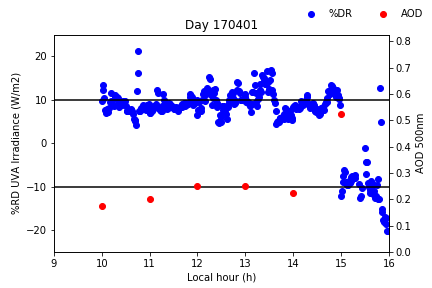 %DR AOD
Day 170401
%RD UVA Irradiance (W/m2)
20
10
0
−10
−20
0.8
0.7
0.6
0.5
0.4
0.3
0.2
0.1
0.0
AOD 500nm
9 10 11 12 13 14 15 16
Local hour (h)